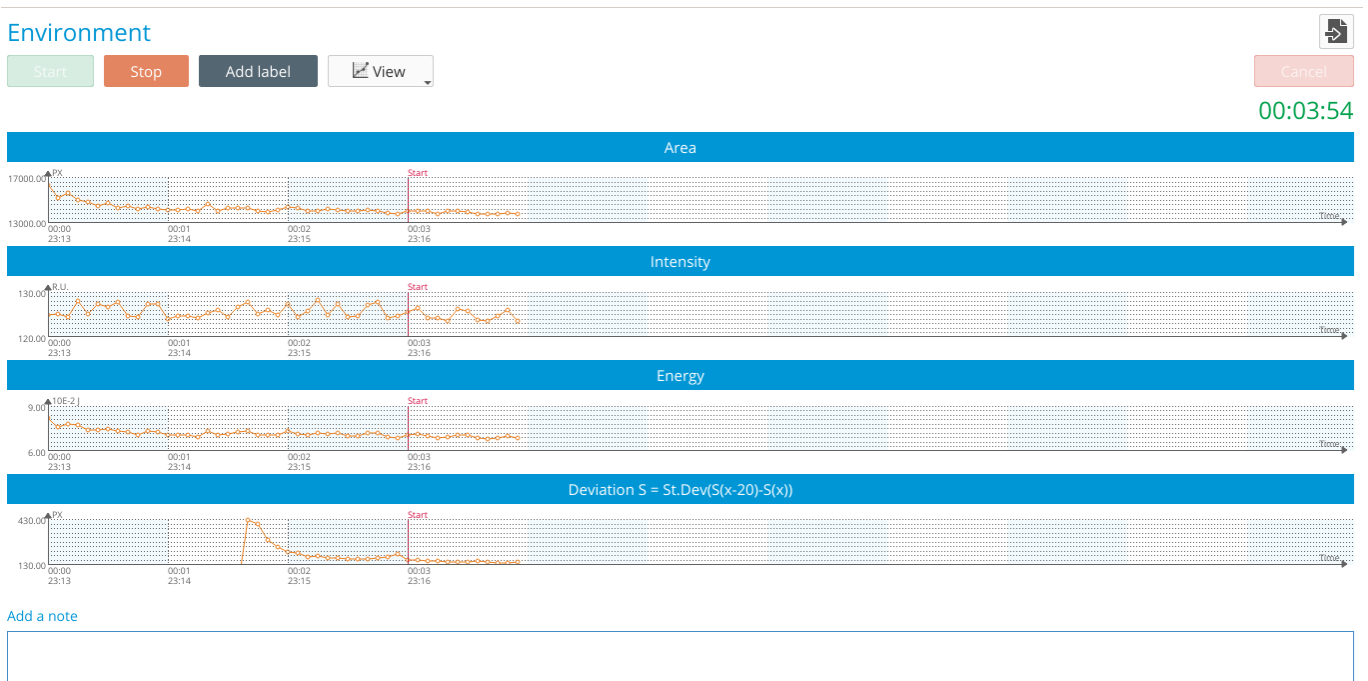 Environment
Start Stop Add label View Cancel
00:03:54
Area
17000.00 PX Start
13000.00 Time
00:00 00:01 00:02 00:03
23:13 23:14 23:15 23:16
Intensity
130.00 R.U. Start
120.00 Time
00:00 00:01 00:02 00:03
23:13 23:14 23:15 23:16
Energy
9.00 10E-2 J Start
6.00 Time
00:00 00:01 00:02 00:03
23:13 23:14 23:15 23:16
Deviation S = St.Dev(S(x-20)-S(x))
430.00 PX Start
130.00 Time
00:00 00:01 00:02 00:03
23:13 23:14 23:15 23:16
Add a note